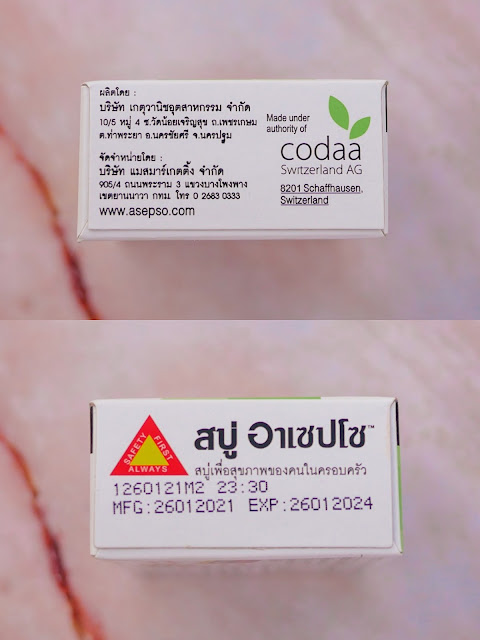 ผลิตโดย :
บริษัท เกตุวานิชอุตสาหกรรม จำกัด
10/5 หมู่ 4 ซ.วัดน้อยเจริญสุข ถ.เพชรเกษม
ต.ท่าพระยา อ.นครชัยศรี จ.นครปฐม
จัดจำหน่ายโดย :
บริษัท แมสมาร์เกตติ้ง จำกัด
905/4 ถนนพระราม 3 แขวงบางโพงพาง
เขตยานนาวา กทม. โทร 0 2683 0333
www.asepso.com
Made under
authority of
codaa
Switzerland AG
8201 Schaffhausen,
Switzerland
SAFETY FIRST
ALWAYS
สบู่ อาเซปโซ™
สบู่เพื่อสุขภาพของคนในครอบครัว
1260121M2 23:30
MFG:26012021 EXP:26012024